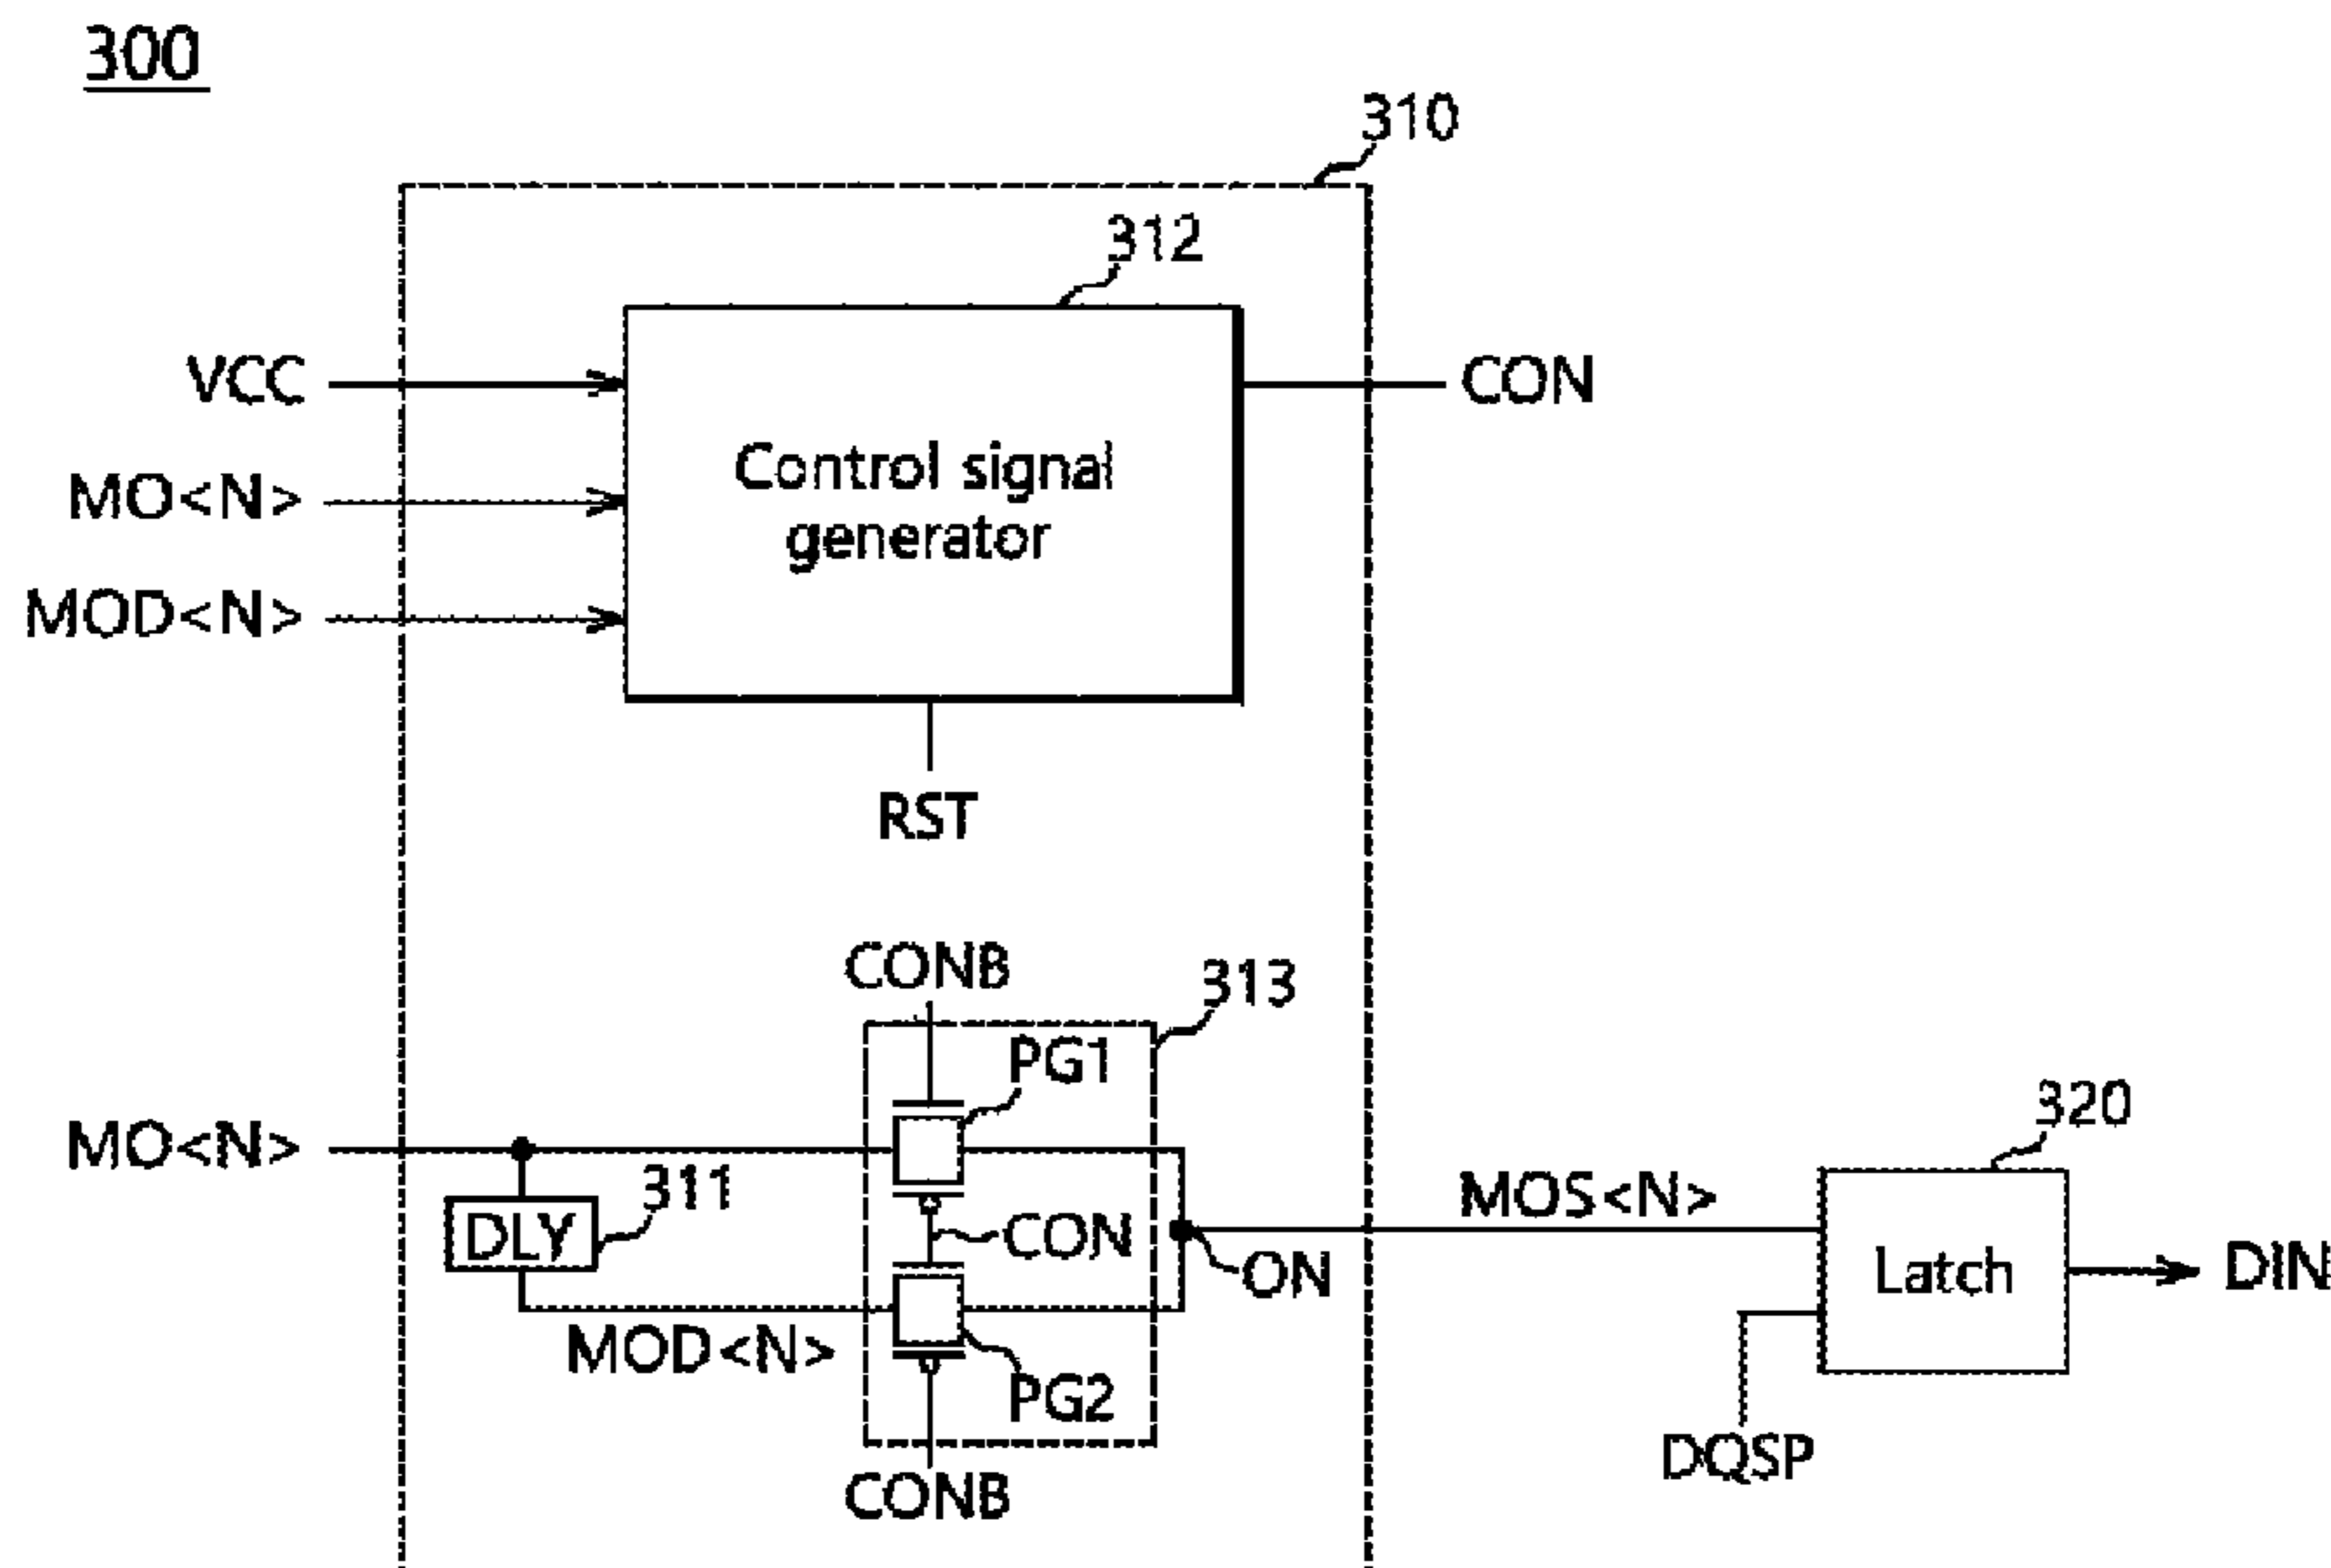 300
310
312
VCC
CON
MO<N>
Control signal
generator
MOD<N>
RST
CONB
313
PG1
320
MO<N>
311
MOS<N>
DLY
CON
ON
Latch
DIN
MOD<N>
PG2
DQSP
CONB